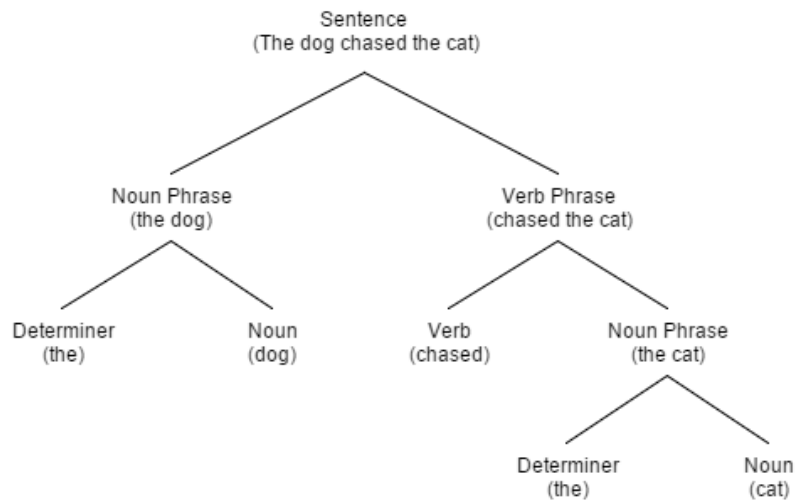 Sentence
(The dog chased the cat)
Noun Phrase
(the dog)
Verb Phrase
(chased the cat)
Determiner
(the)
Noun
(dog)
Verb
(chased)
Noun Phrase
(the cat)
Determiner
(the)
Noun
(cat)